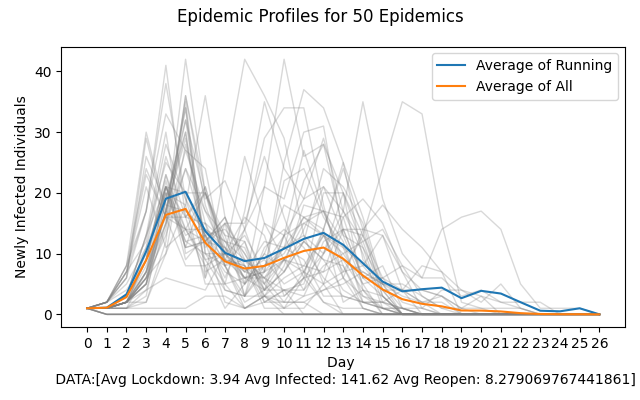 Epidemic Profiles for 50 Epidemics
Average of Running
Average of All
Newly Infected Individuals
40
30
20
10
0
0 1 2 3 4 5 6 7 8 9 10 11 12 13 14 15 16 17 18 19 20 21 22 23 24 25 26
Day
DATA:[Avg Lockdown: 3.94 Avg Infected: 141.62 Avg Reopen: 8.279069767441861]